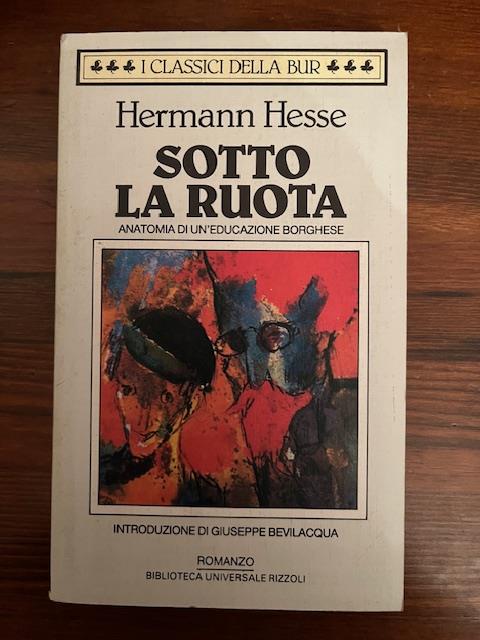 I CLASSICI DELLA BUR
Hermann Hesse
SOTTO
LA RUOTA
ANATOMIA DI UN'EDUCAZIONE BORGHESE
INTRODUZIONE DI GIUSEPPE BEVILACQUA
ROMANZO
BIBLIOTECA UNIVERSALE RIZZOLI